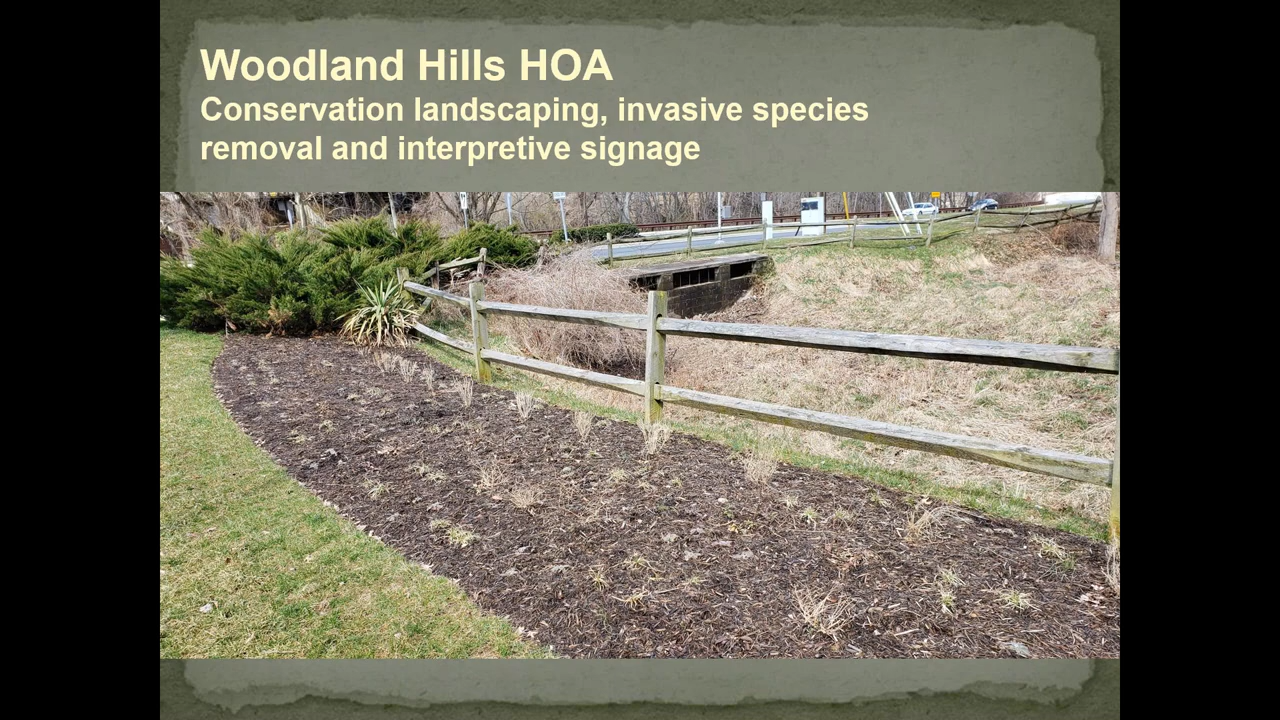 Woodland Hills HOA
Conservation landscaping, invasive species
removal and interpretive signage